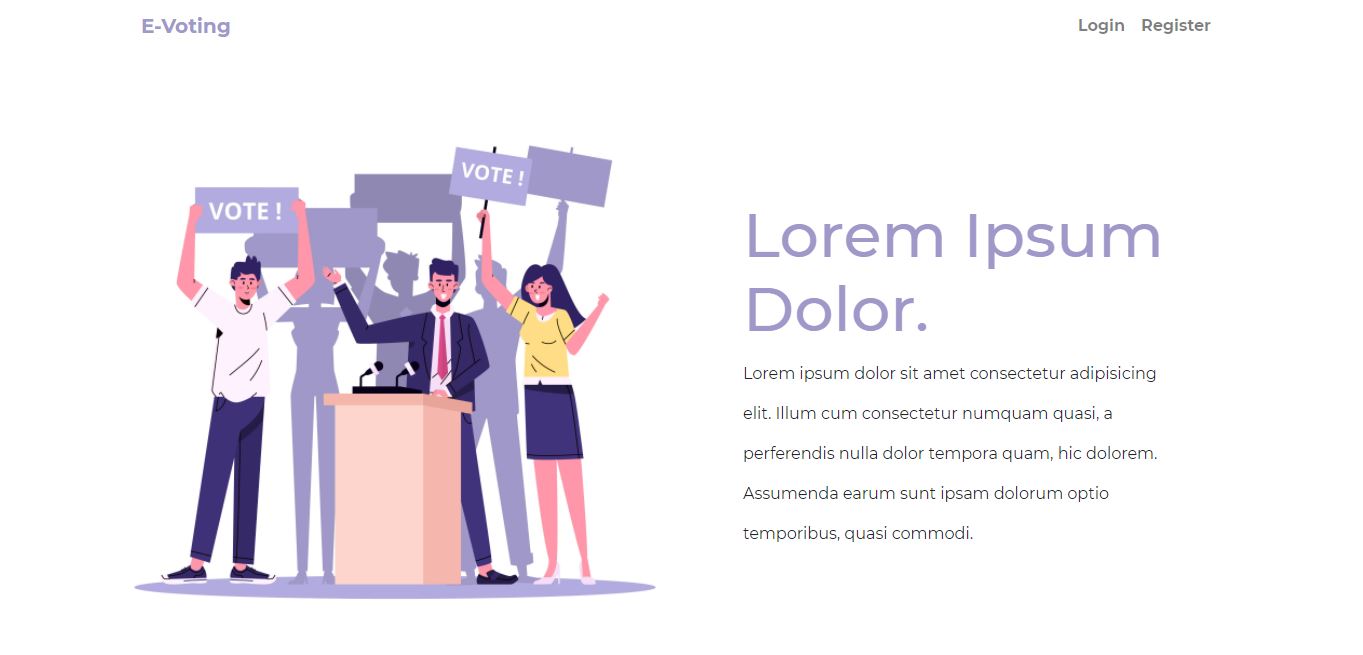 E-Voting
Login Register
VOTE !
VOTE !
Lorem Ipsum
Dolor.
Lorem ipsum dolor sit amet consectetur adipisicing
elit. Illum cum consectetur numquam quasi, a
perferendis nulla dolor tempora quam, hic dolorem.
Assumenda earum sunt ipsam dolorum optio
temporibus, quasi commodi.